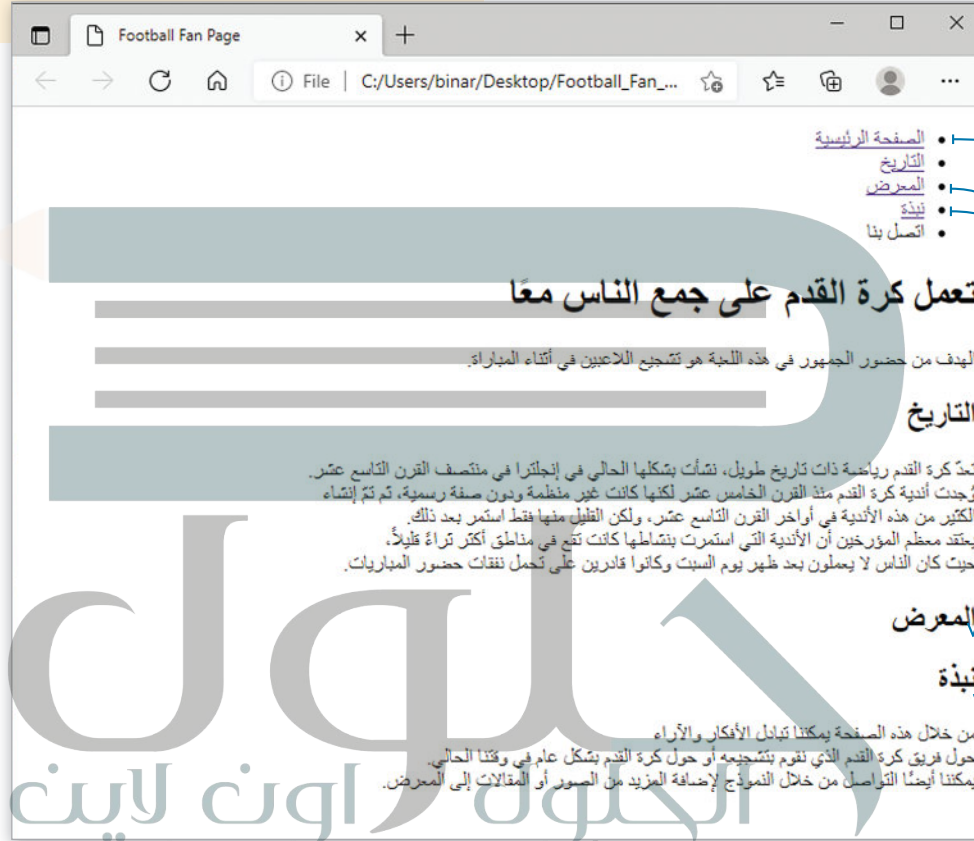 Football Fan Page
File | C:/Users/binar/Desktop/Football_Fan_...
الصفحة الرئيسية
التاريخ
المعرض
نبذة
اتصل بنا
تعمل كرة القدم على جمع الناس معًا
الهدف من حضور الجمهور في هذه اللعبة هو تشجيع اللاعبين في أثناء المباراة.
التاريخ
تعدّ كرة القدم رياضة ذات تاريخ طويل، نشأت بشكلها الحالي في إنجلترا في منتصف القرن التاسع عشر.
وُجدت أندية كرة القدم منذ القرن الخامس عشر لكنها كانت غير منظمة ودون صفة رسمية، ثم تمّ إنشاء
الكثير من هذه الأندية في أواخر القرن التاسع عشر، ولكن القليل منها فقط استمر بعد ذلك.
يعتقد معظم المؤرخين أن الأندية التي استمرت بنشاطها كانت تقع في مناطق أكثر ثراءً قليلاً،
حيث كان الناس لا يعملون بعد ظهر يوم السبت وكانوا قادرين على تحمل نفقات حضور المباريات.
المعرض
نبذة
من خلال هذه الصفحة يمكننا تبادل الأفكار والآراء
حول فريق كرة القدم الذي نقوم بتشجيعه أو حول كرة القدم بشكل عام في وقتنا الحالي.
يمكننا أيضًا التواصل من خلال النموذج لإضافة المزيد من الصور أو المقالات إلى المعرض.
حلول
الحلول اون لاين